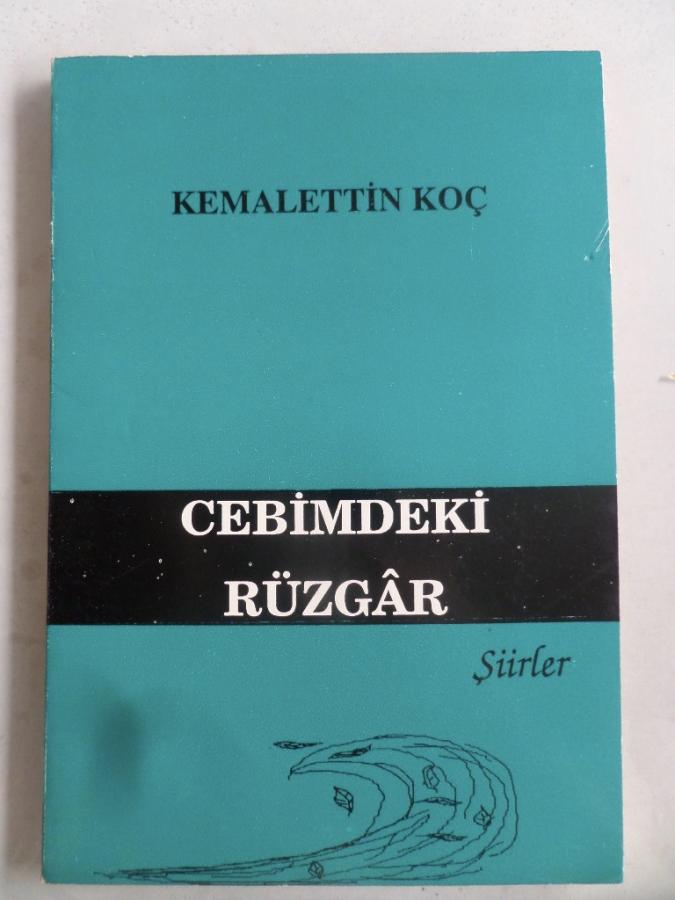 KEMALETTİN KOÇ
CEBİMDEKİ
RÜZGÂR
Şiirler